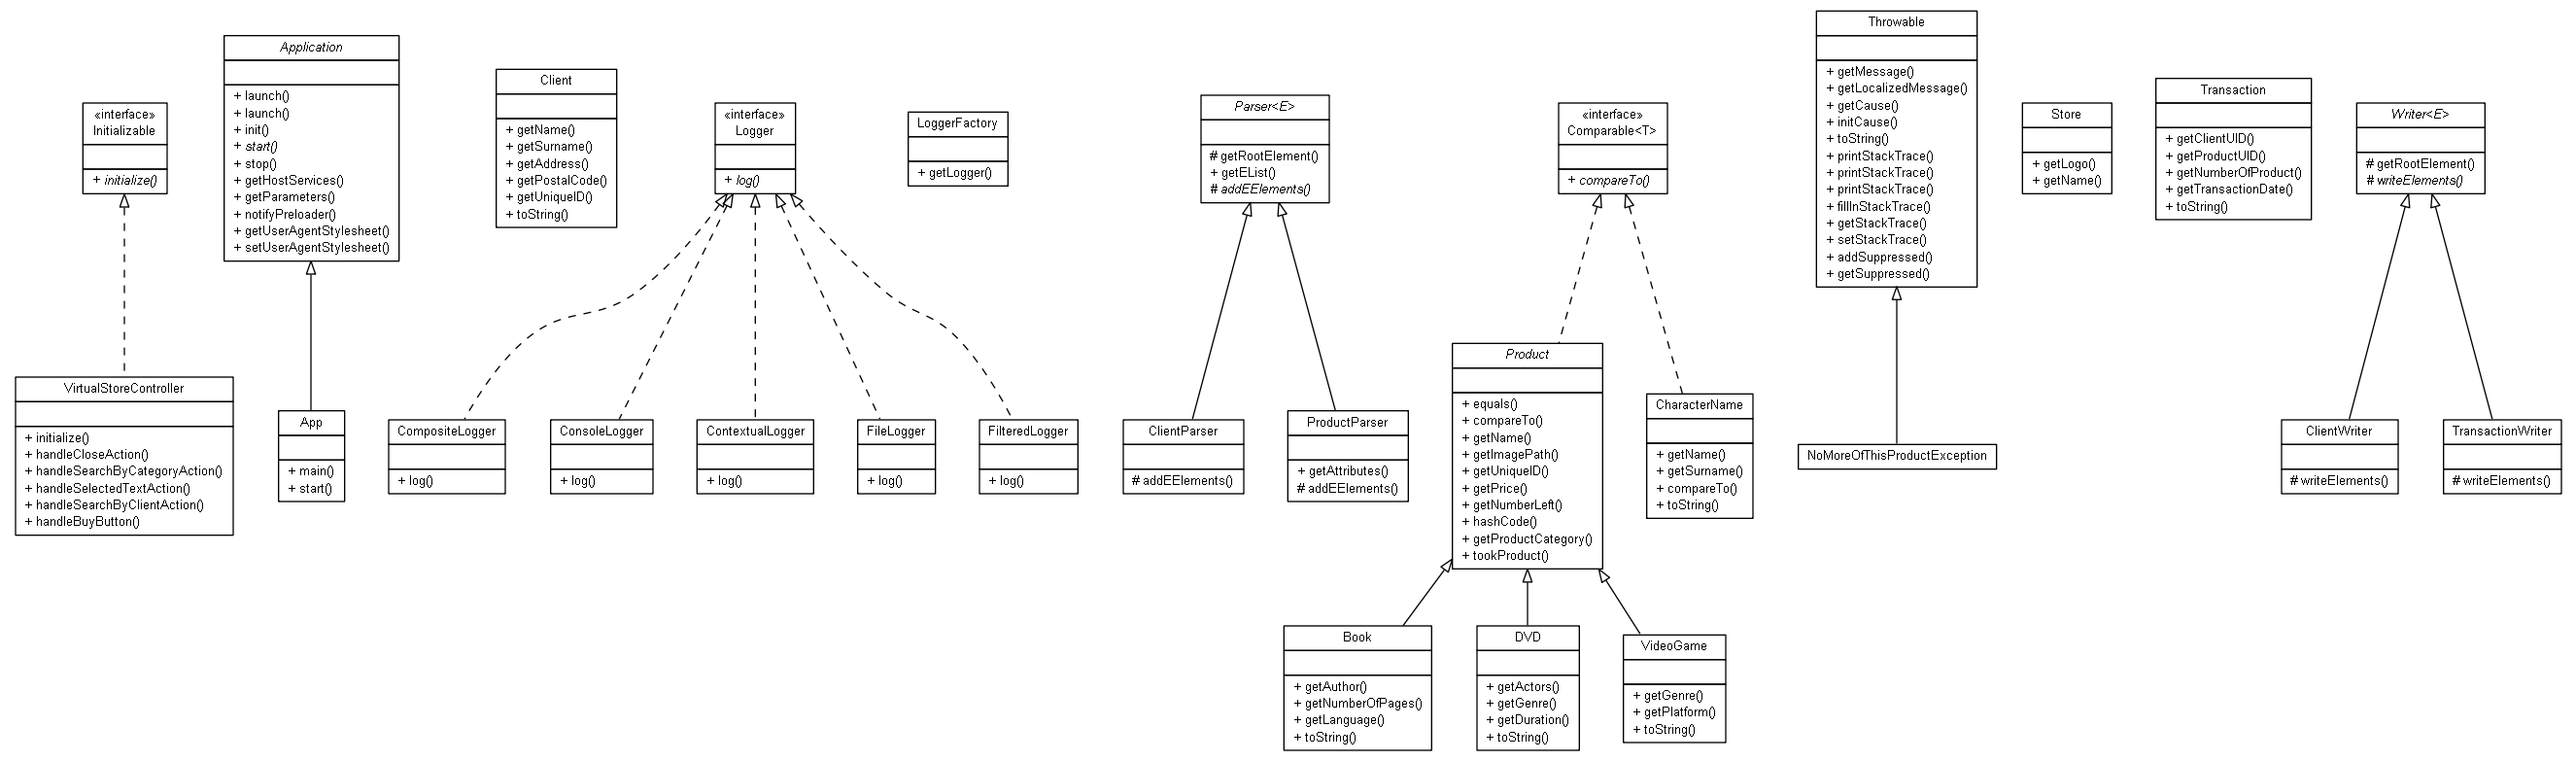 «interface»
Initializable
+ initialize()
Application
+ launch()
+ launch()
+ init()
+ start()
+ stop()
+ getHostServices()
+ getParameters()
+ notifyPreloader()
+ getUserAgentStylesheet()
+ setUserAgentStylesheet()
Client
+ getName()
+ getSurname()
+ getAddress()
+ getPostalCode()
+ getUniqueID()
+ toString()
«interface»
Logger
+ log()
LoggerFactory
+ getLogger()
Parser<E>
# getRootElement()
+ getEList()
# addEElements()
«interface»
Comparable<T>
+ compareTo()
Throwable
+ getMessage()
+ getLocalizedMessage()
+ getCause()
+ initCause()
+ toString()
+ printStackTrace()
+ printStackTrace()
+ printStackTrace()
+ fillInStackTrace()
+ getStackTrace()
+ setStackTrace()
+ addSuppressed()
+ getSuppressed()
Store
+ getLogo()
+ getName()
Transaction
+ getClientUID()
+ getProductUID()
+ getNumberOfProduct()
+ getTransactionDate()
+ toString()
Writer<E>
# getRootElement()
# writeElements()
VirtualStoreController
+ initialize()
+ handleCloseAction()
+ handleSearchByCategoryAction()
+ handleSelectedTextAction()
+ handleSearchByClientAction()
+ handleBuyButton()
App
+ main()
+ start()
CompositeLogger
+ log()
ConsoleLogger
+ log()
ContextualLogger
+ log()
FileLogger
+ log()
FilteredLogger
+ log()
ClientParser
# addEElements()
ProductParser
+ getAttributes()
# addEElements()
Product
+ equals()
+ compareTo()
+ getName()
+ getImagePath()
+ getUniqueID()
+ getPrice()
+ getNumberLeft()
+ hashCode()
+ getProductCategory()
+ tookProduct()
CharacterName
+ getName()
+ getSurname()
+ compareTo()
+ toString()
NoMoreOfThisProductException
ClientWriter
# writeElements()
TransactionWriter
# writeElements()
Book
+ getAuthor()
+ getNumberOfPages()
+ getLanguage()
+ toString()
DVD
+ getActors()
+ getGenre()
+ getDuration()
+ toString()
VideoGame
+ getGenre()
+ getPlatform()
+ toString()